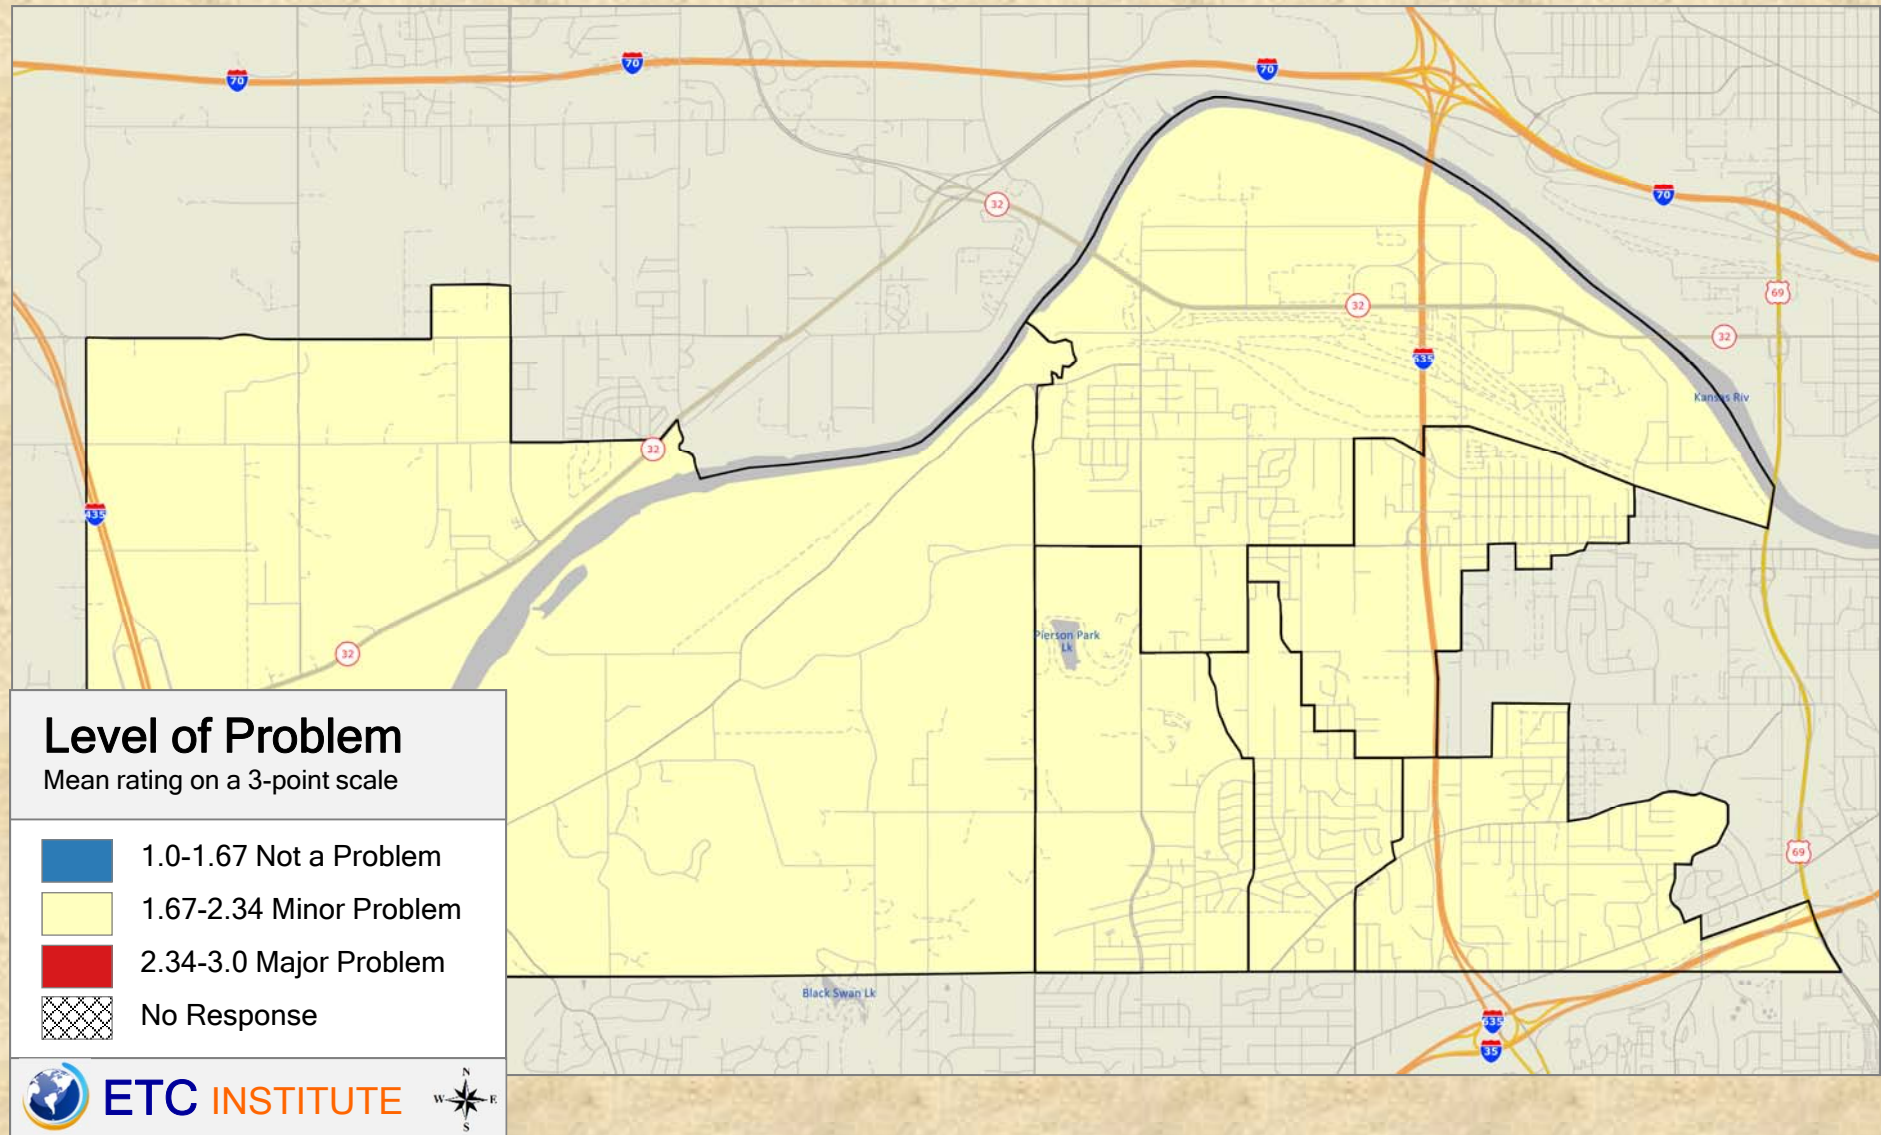 70
70
70
70
32
69
32
32
635
Kansas Riv
32
435
Pierson Park
Lk
32
69
Level of Problem
Mean rating on a 3-point scale
1.0-1.67 Not a Problem
1.67-2.34 Minor Problem
2.34-3.0 Major Problem
No Response
Black Swan Lk
635
35
ETC INSTITUTE
N
W
E
S